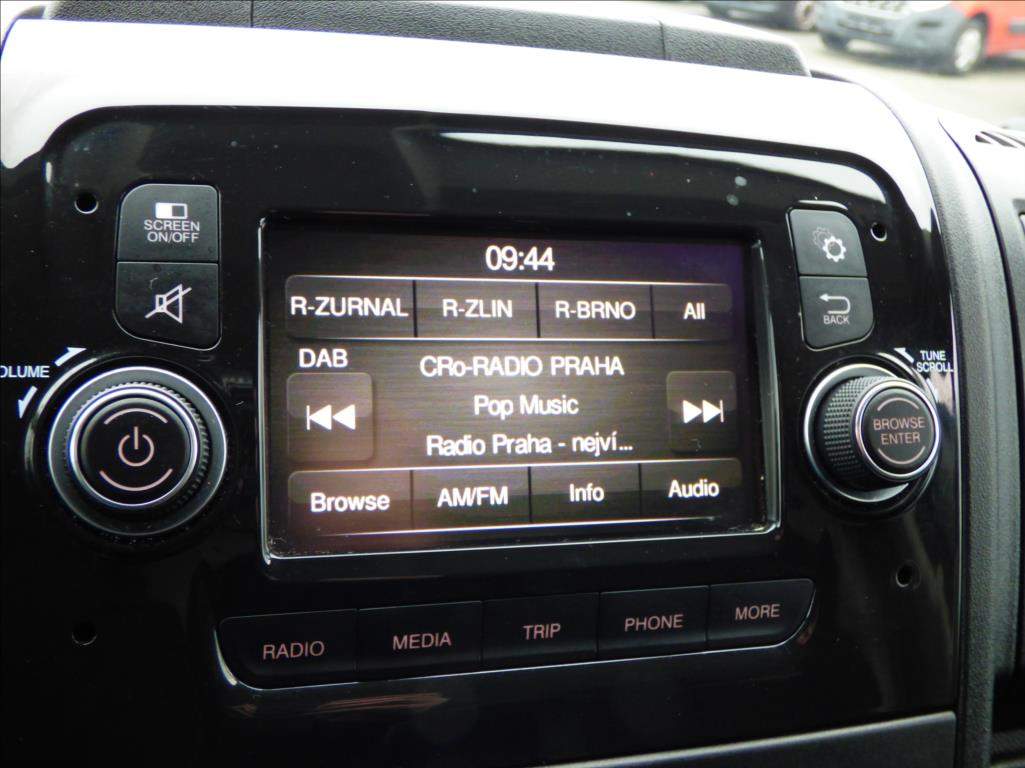 SCREEN
ON/OFF
09:44
R-ZURNAL R-ZLIN R-BRNO All
BACK
DAB CRo-RADIO PRAHA
OLUME
TUNE
SCROLL
Pop Music
Radio Praha - nejví...
BROWSE
ENTER
Browse AM/FM Info Audio
RADIO MEDIA TRIP PHONE MORE